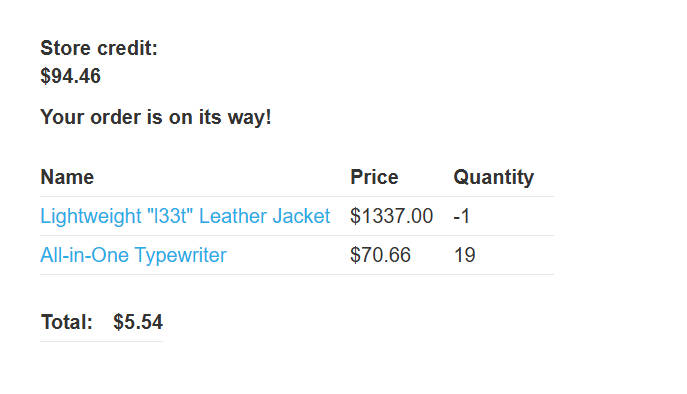 Store credit:
$94.46
Your order is on its way!
Name Price Quantity
Lightweight "l33t" Leather Jacket $1337.00 -1
All-in-One Typewriter $70.66 19
Total: $5.54